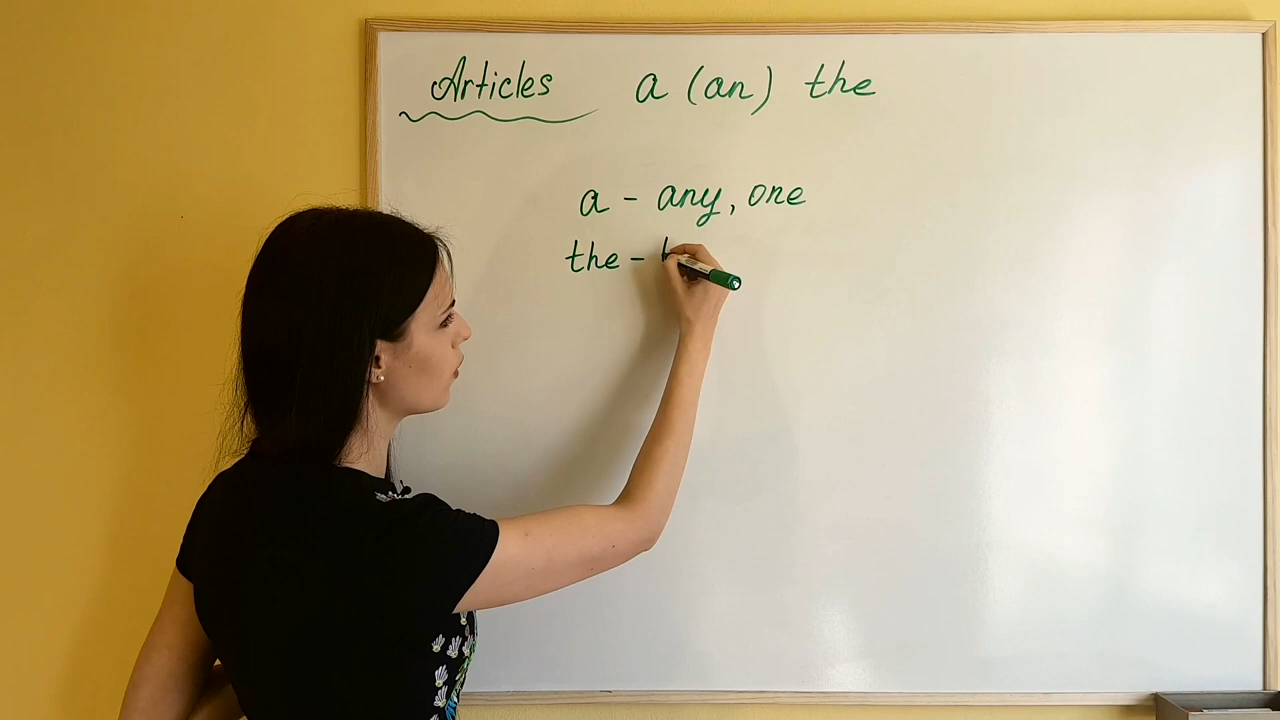 Articles a (an) the
a - any, one
the -